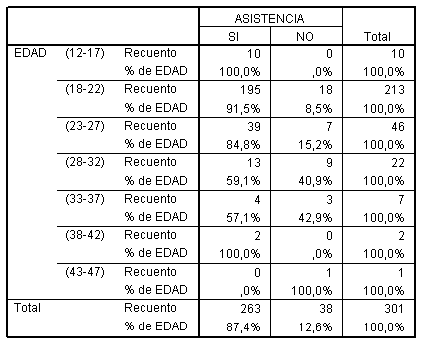 ASISTENCIA
SI NO Total
EDAD (12-17) Recuento 10 0 10
% de EDAD 100,0% ,0% 100,0%
(18-22) Recuento 195 18 213
% de EDAD 91,5% 8,5% 100,0%
(23-27) Recuento 39 7 46
% de EDAD 84,8% 15,2% 100,0%
(28-32) Recuento 13 9 22
% de EDAD 59,1% 40,9% 100,0%
(33-37) Recuento 4 3 7
% de EDAD 57,1% 42,9% 100,0%
(38-42) Recuento 2 0 2
% de EDAD 100,0% ,0% 100,0%
(43-47) Recuento 0 1 1
% de EDAD ,0% 100,0% 100,0%
Total Recuento 263 38 301
% de EDAD 87,4% 12,6% 100,0%